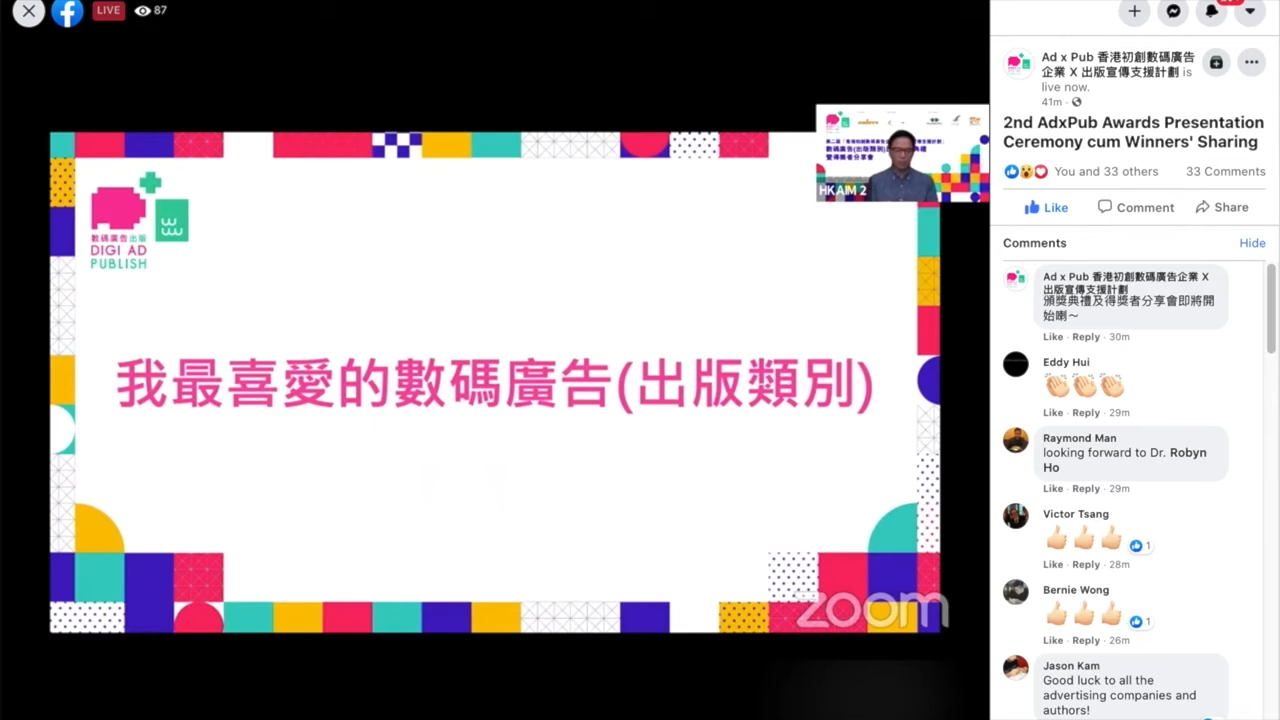 LIVE
87
Ad x Pub 香港初創數碼廣告
企業 X 出版宣傳支援計劃 is
live now.
41m
2nd AdxPub Awards Presentation
Ceremony cum Winners' Sharing
You and 33 others
33 Comments
Like
Comment
Share
Comments
Hide
Ad x Pub 香港初創數碼廣告企業 X
出版宣傳支援計劃
頒獎典禮及得獎者分享會即將開
始喇～
Like · Reply · 30m
Eddy Hui
👏🏻👏🏻👏🏻
Like · Reply · 29m
Raymond Man
looking forward to Dr. Robyn
Ho
Like · Reply · 29m
Victor Tsang
👍🏻👍🏻👍🏻
1
Like · Reply · 28m
Bernie Wong
👍🏻👍🏻👍🏻
1
Like · Reply · 26m
Jason Kam
Good luck to all the
advertising companies and
authors!
數碼廣告出版
DIGI AD
PUBLISH
我最喜愛的數碼廣告(出版類別)
HKAIM 2
zoom